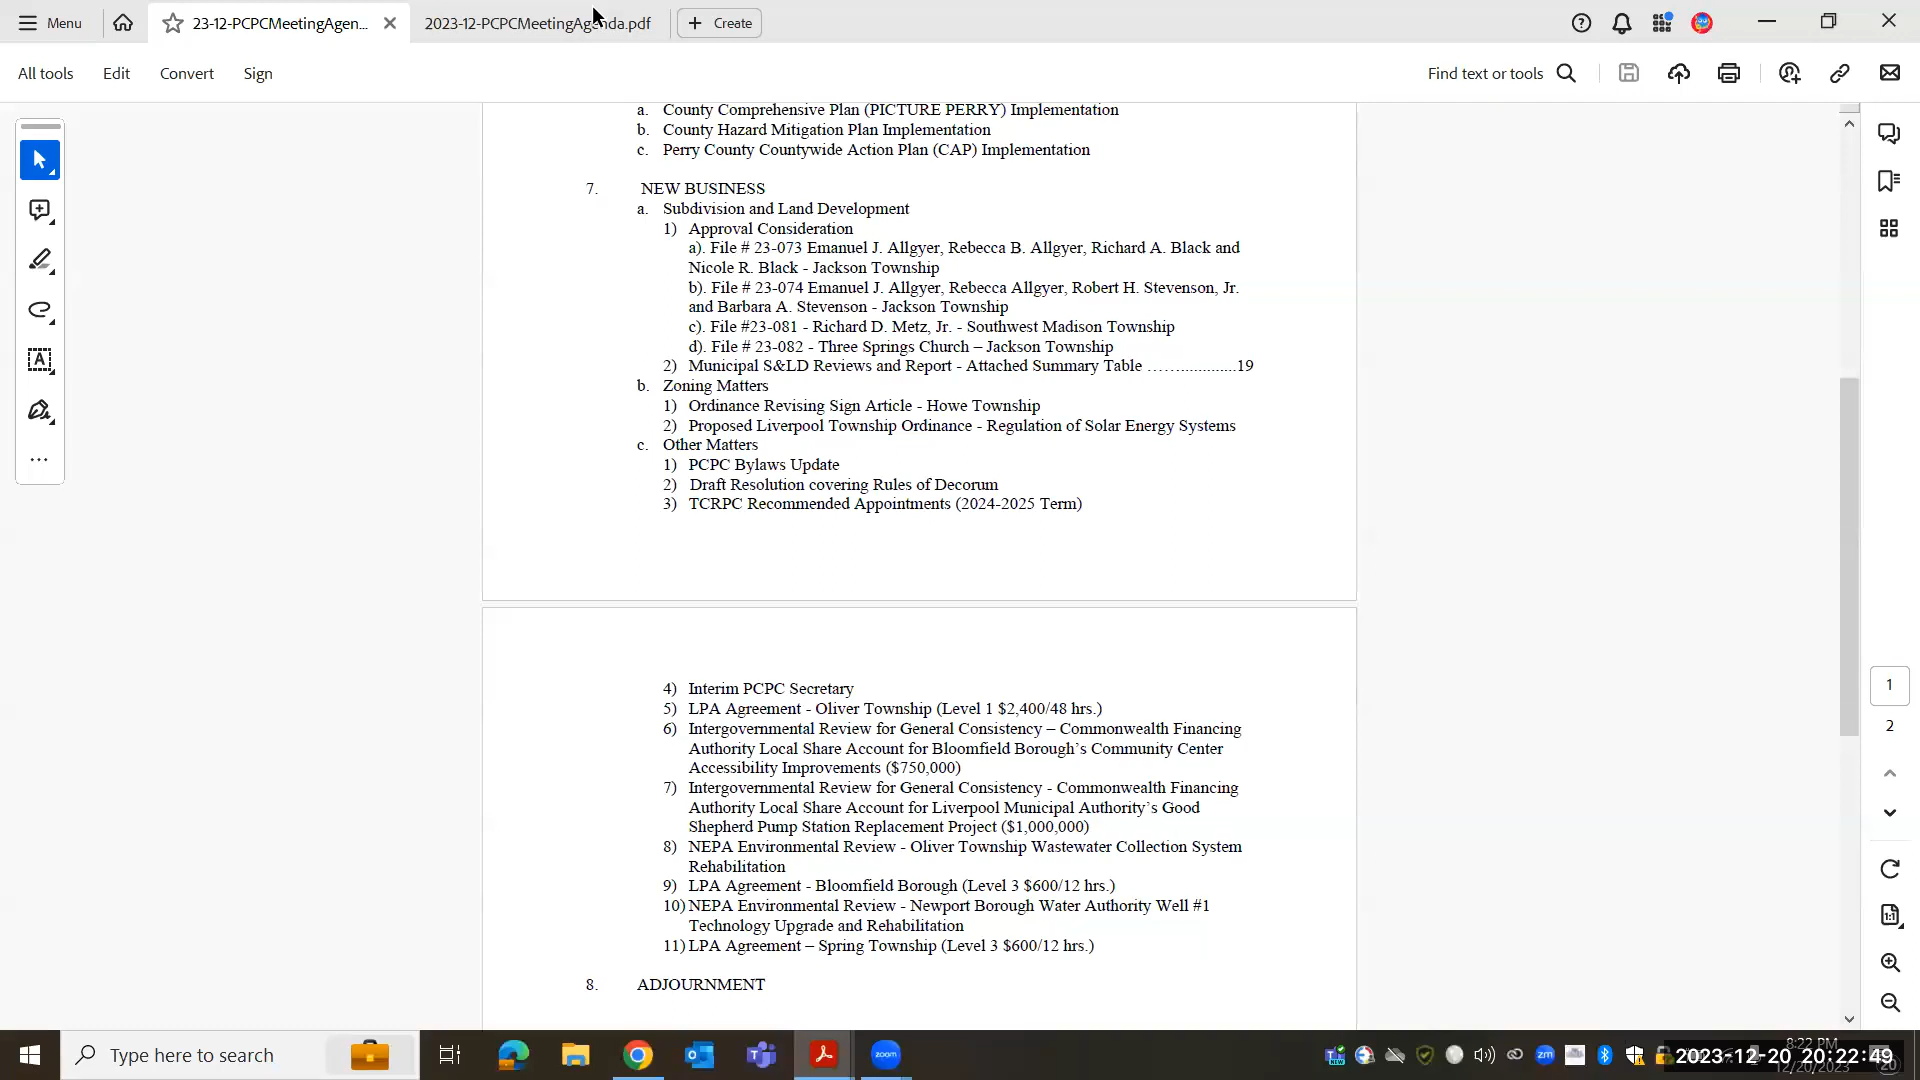 Menu
23-12-PCPCMeetingAgen...
2023-12-PCPCMeetingAgenda.pdf
Create
All tools
Edit
Convert
Sign
Find text or tools
a. County Comprehensive Plan (PICTURE PERRY) Implementation
b. County Hazard Mitigation Plan Implementation
c. Perry County Countywide Action Plan (CAP) Implementation
7. NEW BUSINESS
a. Subdivision and Land Development
1) Approval Consideration
a). File # 23-073 Emanuel J. Allgyer, Rebecca B. Allgyer, Richard A. Black and
Nicole R. Black - Jackson Township
b). File # 23-074 Emanuel J. Allgyer, Rebecca Allgyer, Robert H. Stevenson, Jr.
and Barbara A. Stevenson - Jackson Township
c). File #23-081 - Richard D. Metz, Jr. - Southwest Madison Township
d). File # 23-082 - Three Springs Church – Jackson Township
2) Municipal S&LD Reviews and Report - Attached Summary Table ……..............19
b. Zoning Matters
1) Ordinance Revising Sign Article - Howe Township
2) Proposed Liverpool Township Ordinance - Regulation of Solar Energy Systems
c. Other Matters
1) PCPC Bylaws Update
2) Draft Resolution covering Rules of Decorum
3) TCRPC Recommended Appointments (2024-2025 Term)
4) Interim PCPC Secretary
5) LPA Agreement - Oliver Township (Level 1 $2,400/48 hrs.)
6) Intergovernmental Review for General Consistency – Commonwealth Financing
Authority Local Share Account for Bloomfield Borough’s Community Center
Accessibility Improvements ($750,000)
7) Intergovernmental Review for General Consistency - Commonwealth Financing
Authority Local Share Account for Liverpool Municipal Authority’s Good
Shepherd Pump Station Replacement Project ($1,000,000)
8) NEPA Environmental Review - Oliver Township Wastewater Collection System
Rehabilitation
9) LPA Agreement - Bloomfield Borough (Level 3 $600/12 hrs.)
10) NEPA Environmental Review - Newport Borough Water Authority Well #1
Technology Upgrade and Rehabilitation
11) LPA Agreement – Spring Township (Level 3 $600/12 hrs.)
8. ADJOURNMENT
1
2
Type here to search
zoom
zm
8:22 PM
2023-12-20 20:22:49
12/20/2023
20